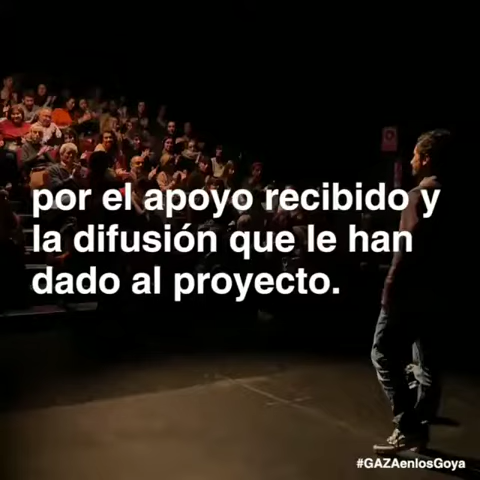 por el apoyo recibido y
la difusión que le han
dado al proyecto.
#GAZAenlosGoya